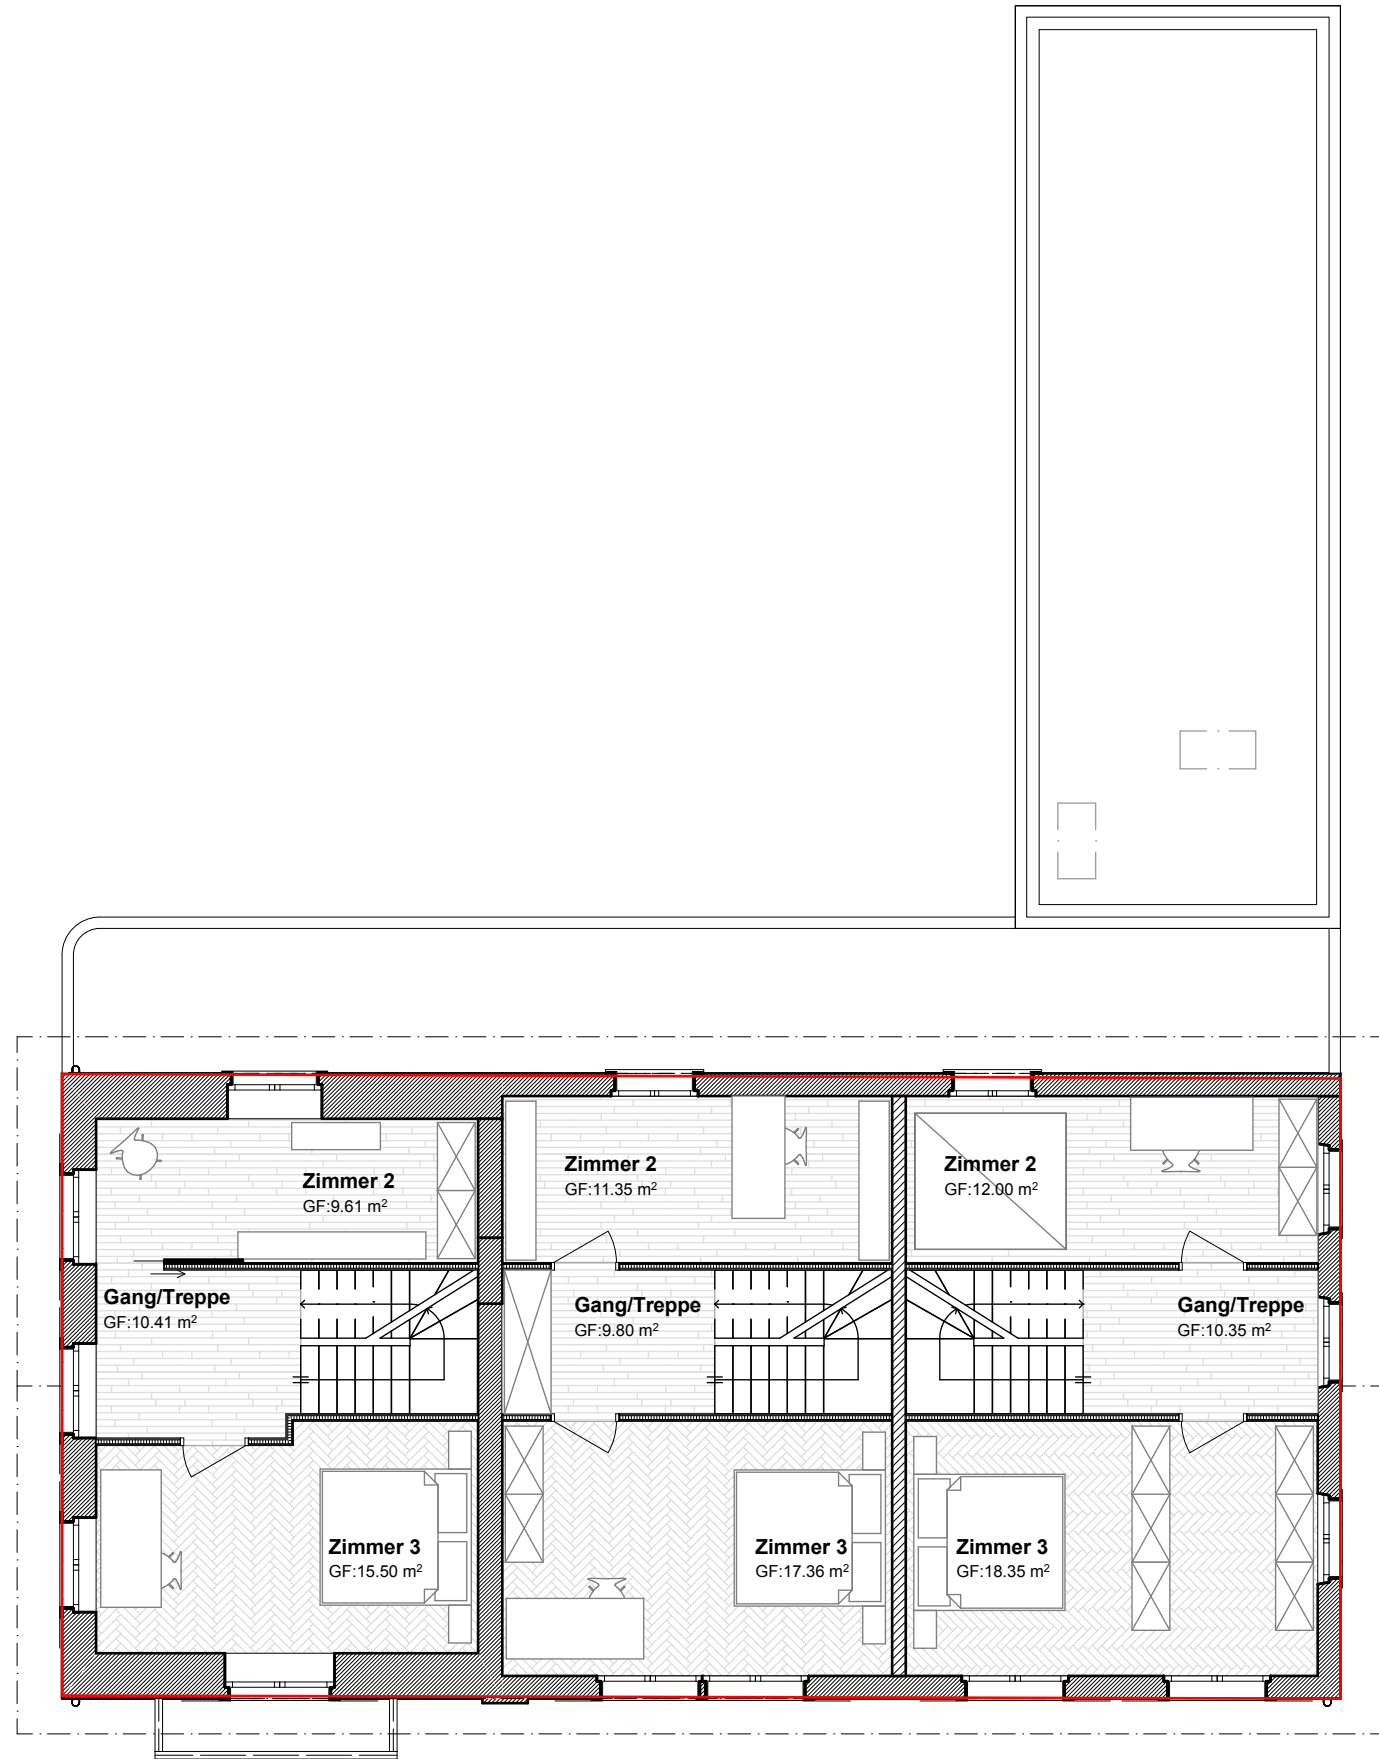 Zimmer 2
GF:9.61 m²
Zimmer 2
GF:11.35 m²
Zimmer 2
GF:12.00 m²
Gang/Treppe
GF:10.41 m²
Gang/Treppe
GF:9.80 m²
Gang/Treppe
GF:10.35 m²
Zimmer 3
GF:15.50 m²
Zimmer 3
GF:17.36 m²
Zimmer 3
GF:18.35 m²